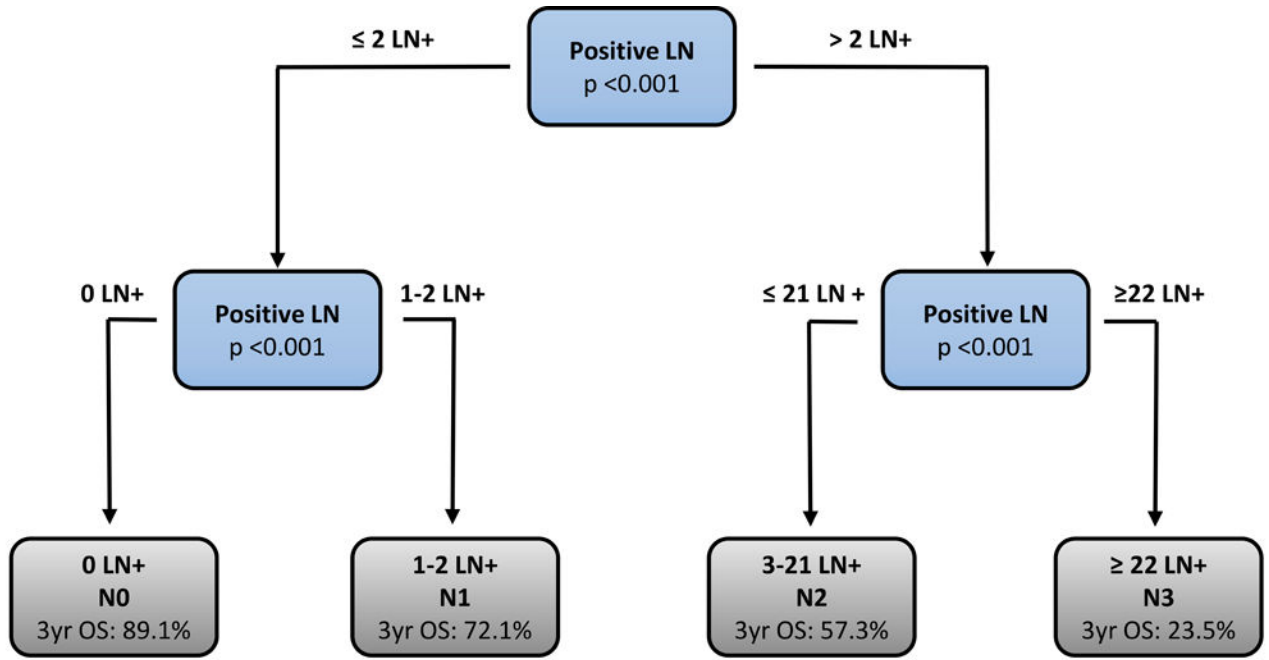 ≤ 2 LN+
Positive LN
p <0.001
> 2 LN+
0 LN+
Positive LN
p <0.001
1-2 LN+
≤ 21 LN +
Positive LN
p <0.001
≥22 LN+
0 LN+
N0
3yr OS: 89.1%
1-2 LN+
N1
3yr OS: 72.1%
3-21 LN+
N2
3yr OS: 57.3%
≥ 22 LN+
N3
3yr OS: 23.5%